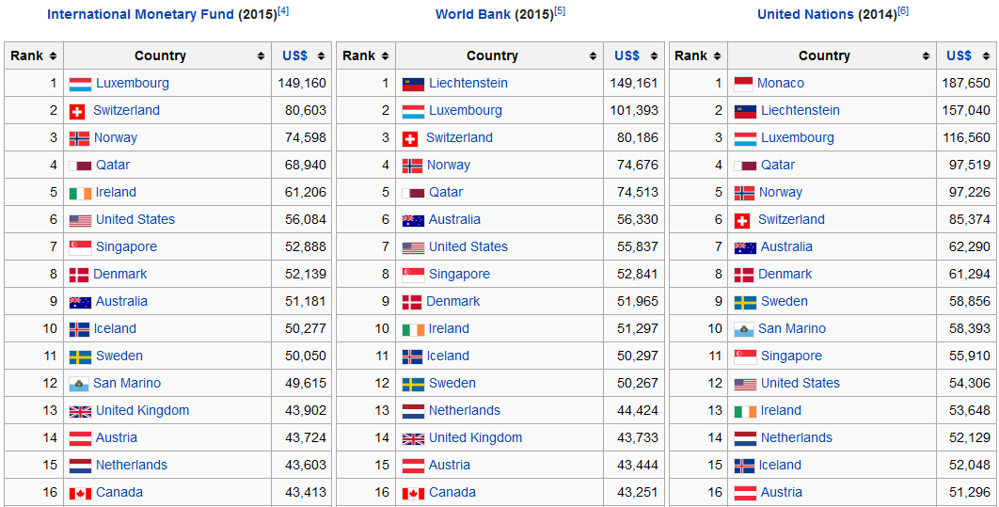 International Monetary Fund (2015)[4]
Rank Country US$
1 Luxembourg 149,160
2 Switzerland 80,603
3 Norway 74,598
4 Qatar 68,940
5 Ireland 61,206
6 United States 56,084
7 Singapore 52,888
8 Denmark 52,139
9 Australia 51,181
10 Iceland 50,277
11 Sweden 50,050
12 San Marino 49,615
13 United Kingdom 43,902
14 Austria 43,724
15 Netherlands 43,603
16 Canada 43,413
World Bank (2015)[5]
Rank Country US$
1 Liechtenstein 149,161
2 Luxembourg 101,393
3 Switzerland 80,186
4 Norway 74,676
5 Qatar 74,513
6 Australia 56,330
7 United States 55,837
8 Singapore 52,841
9 Denmark 51,965
10 Ireland 51,297
11 Iceland 50,297
12 Sweden 50,267
13 Netherlands 44,424
14 United Kingdom 43,733
15 Austria 43,444
16 Canada 43,251
United Nations (2014)[6]
Rank Country US$
1 Monaco 187,650
2 Liechtenstein 157,040
3 Luxembourg 116,560
4 Qatar 97,519
5 Norway 97,226
6 Switzerland 85,374
7 Australia 62,290
8 Denmark 61,294
9 Sweden 58,856
10 San Marino 58,393
11 Singapore 55,910
12 United States 54,306
13 Ireland 53,648
14 Netherlands 52,129
15 Iceland 52,048
16 Austria 51,296